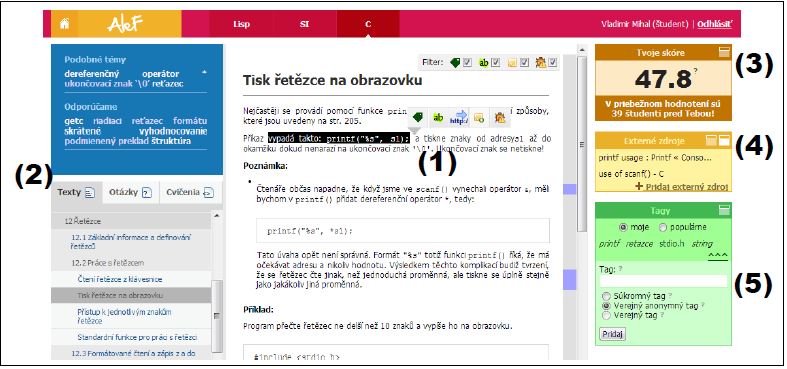 AleF
Lisp SI C
Vladimir Mihal (Študent) | Odhlásiť
Podobné témy
dereferenčný operátor *
ukončovací znak '\0' reťazec
Odporúčame
getc riadiaci reťazec formátu
skrátené vyhodnocovanie
podmienený preklad štruktúra
(2)
Texty Otázky Cvičenia
12 Řetězce
12.1 Základní informace a definování
řetězců
12.2 Práce s řetězcem
Čtení řetězce z klávesnice
Tisk řetězce na obrazovku
Přístup k jednotlivým znakům
řetězce
Standardní funkce pro práci s řetězci
12.3 Formátované čtení a zápis z a do
Filter:
Tisk řetězce na obrazovku
Nejčastěji se provádí pomocí funkce í způsoby,
které jsou uvedeny na str. 205.
http:/
Příkaz vypadá takto: printf("%s", s1); a tiskne znaky od adresy s1 až do
okamžiku dokud nenarazí na ukončovací znak '\0'. Ukončovací znak se netiskne!
(1)
Poznámka:
Čtenáře občas napadne, že když jsme ve scanf() vynechali operátor &, měli
bychom v printf() přidat dereferenční operátor *, tedy:
printf("%s", *s1);
Tato úvaha opět není správná. Formát "%s" totiž funkci printf() říká, že má
očekávat adresu a nikoliv hodnotu. Výsledkem těchto komplikací budiž tvrzení,
že se řetězec čte jinak, než jednoduchá proměnná, ale tiskne se úplně stejně
jako jakákoliv jiná proměnná.
Příklad:
Program přečte řetězec ne delší než 10 znaků a vypíše ho na obrazovku.
#include <stdio.h>
Tvoje skóre
47.8 ?
V priebežnom hodnotení sú
39 študenti pred Tebou!
(3)
Externé zdroje
printf usage : Printf « Conso...
use of scanf() - C
Pridaj externý zdroj
(4)
Tagy
moje populárne
printf retazce stdio.h string
^^^
Tag: ?
Súkromný tag ?
Verejný anonymný tag ?
Verejný tag ?
Pridaj
(5)